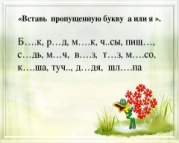 «Вставь пропущенную букву а или я ».
Б….к, р…д, м….к, ч..сы, пищ…,
с…дь, м…ч, в…з, т…з, м….со,
к….ша, туч.., д…дя, шл….па